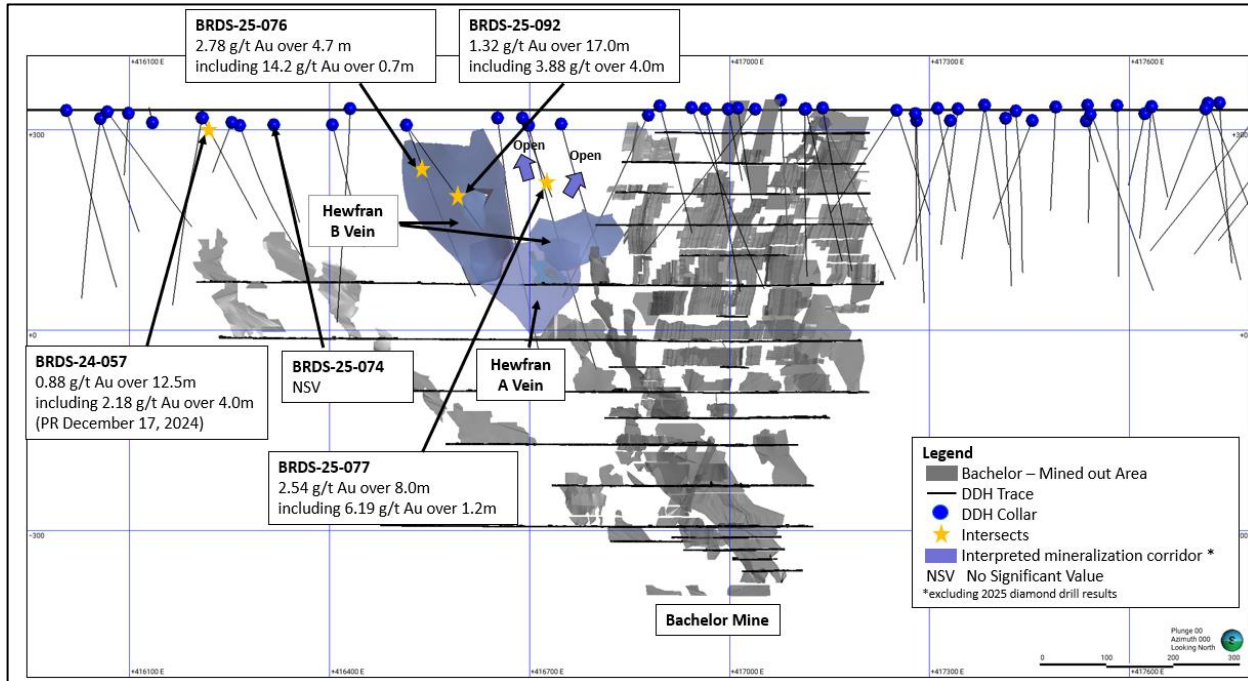 BRDS-25-076
2.78 g/t Au over 4.7 m
including 14.2 g/t Au over 0.7m
BRDS-25-092
1.32 g/t Au over 17.0m
including 3.88 g/t over 4.0m
+416100 E
+417000 E
+417300 E
+417600 E
+300
Open
Open
Hewfran
B Vein
+0
BRDS-24-057
0.88 g/t Au over 12.5m
including 2.18 g/t Au over 4.0m
(PR December 17, 2024)
BRDS-25-074
NSV
Hewfran
A Vein
BRDS-25-077
2.54 g/t Au over 8.0m
including 6.19 g/t Au over 1.2m
-300
Legend
Bachelor – Mined out Area
DDH Trace
DDH Collar
Intersects
Interpreted mineralization corridor *
NSV No Significant Value
*excluding 2025 diamond drill results
Bachelor Mine
Plunge 00
Azimuth 000
Looking North
0 100 200 300
+416100 E
+416400 E
+416700 E
+417000 E
+417300 E
+417600 E